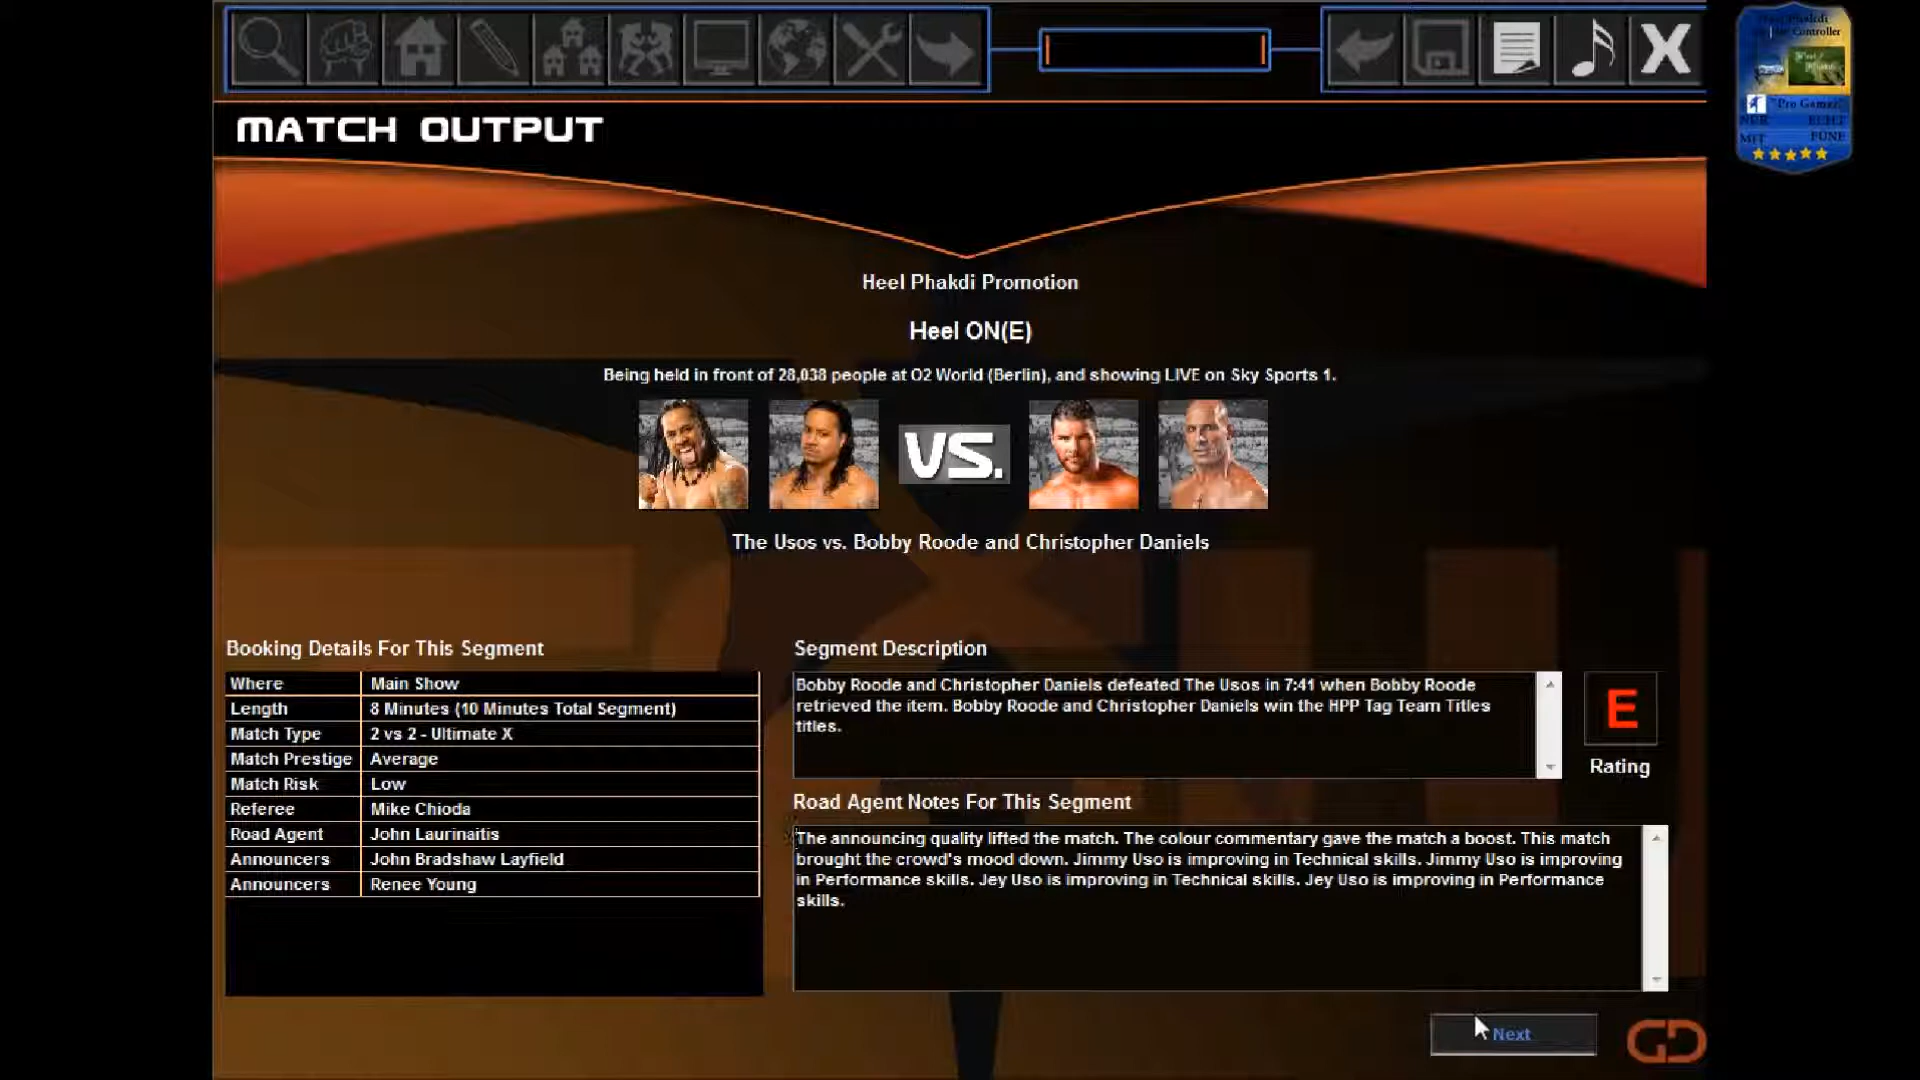 Controller
"Pro Gamer"
NUR ECHT
MIT FÜNF
MATCH OUTPUT
Heel Phakdi Promotion
Heel ON(E)
Being held in front of 28,038 people at O2 World (Berlin), and showing LIVE on Sky Sports 1.
VS.
The Usos vs. Bobby Roode and Christopher Daniels
Booking Details For This Segment
Where Main Show
Length 8 Minutes (10 Minutes Total Segment)
Match Type 2 vs 2 - Ultimate X
Match Prestige Average
Match Risk Low
Referee Mike Chioda
Road Agent John Laurinaitis
Announcers John Bradshaw Layfield
Announcers Renee Young
Segment Description
Bobby Roode and Christopher Daniels defeated The Usos in 7:41 when Bobby Roode
retrieved the item. Bobby Roode and Christopher Daniels win the HPP Tag Team Titles
titles.
E
Rating
Road Agent Notes For This Segment
The announcing quality lifted the match. The colour commentary gave the match a boost. This match
brought the crowd's mood down. Jimmy Uso is improving in Technical skills. Jimmy Uso is improving
in Performance skills. Jey Uso is improving in Technical skills. Jey Uso is improving in Performance
skills.
Next
GD